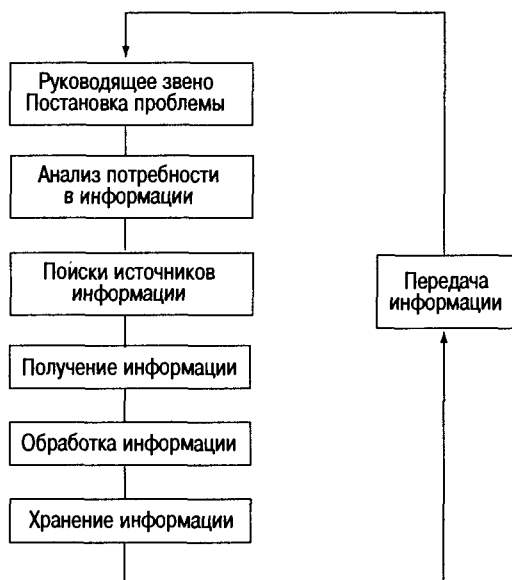 Руководящее звено
Постановка проблемы
Анализ потребности
в информации
Поиски источников
информации
Получение информации
Обработка информации
Хранение информации
Передача
информации